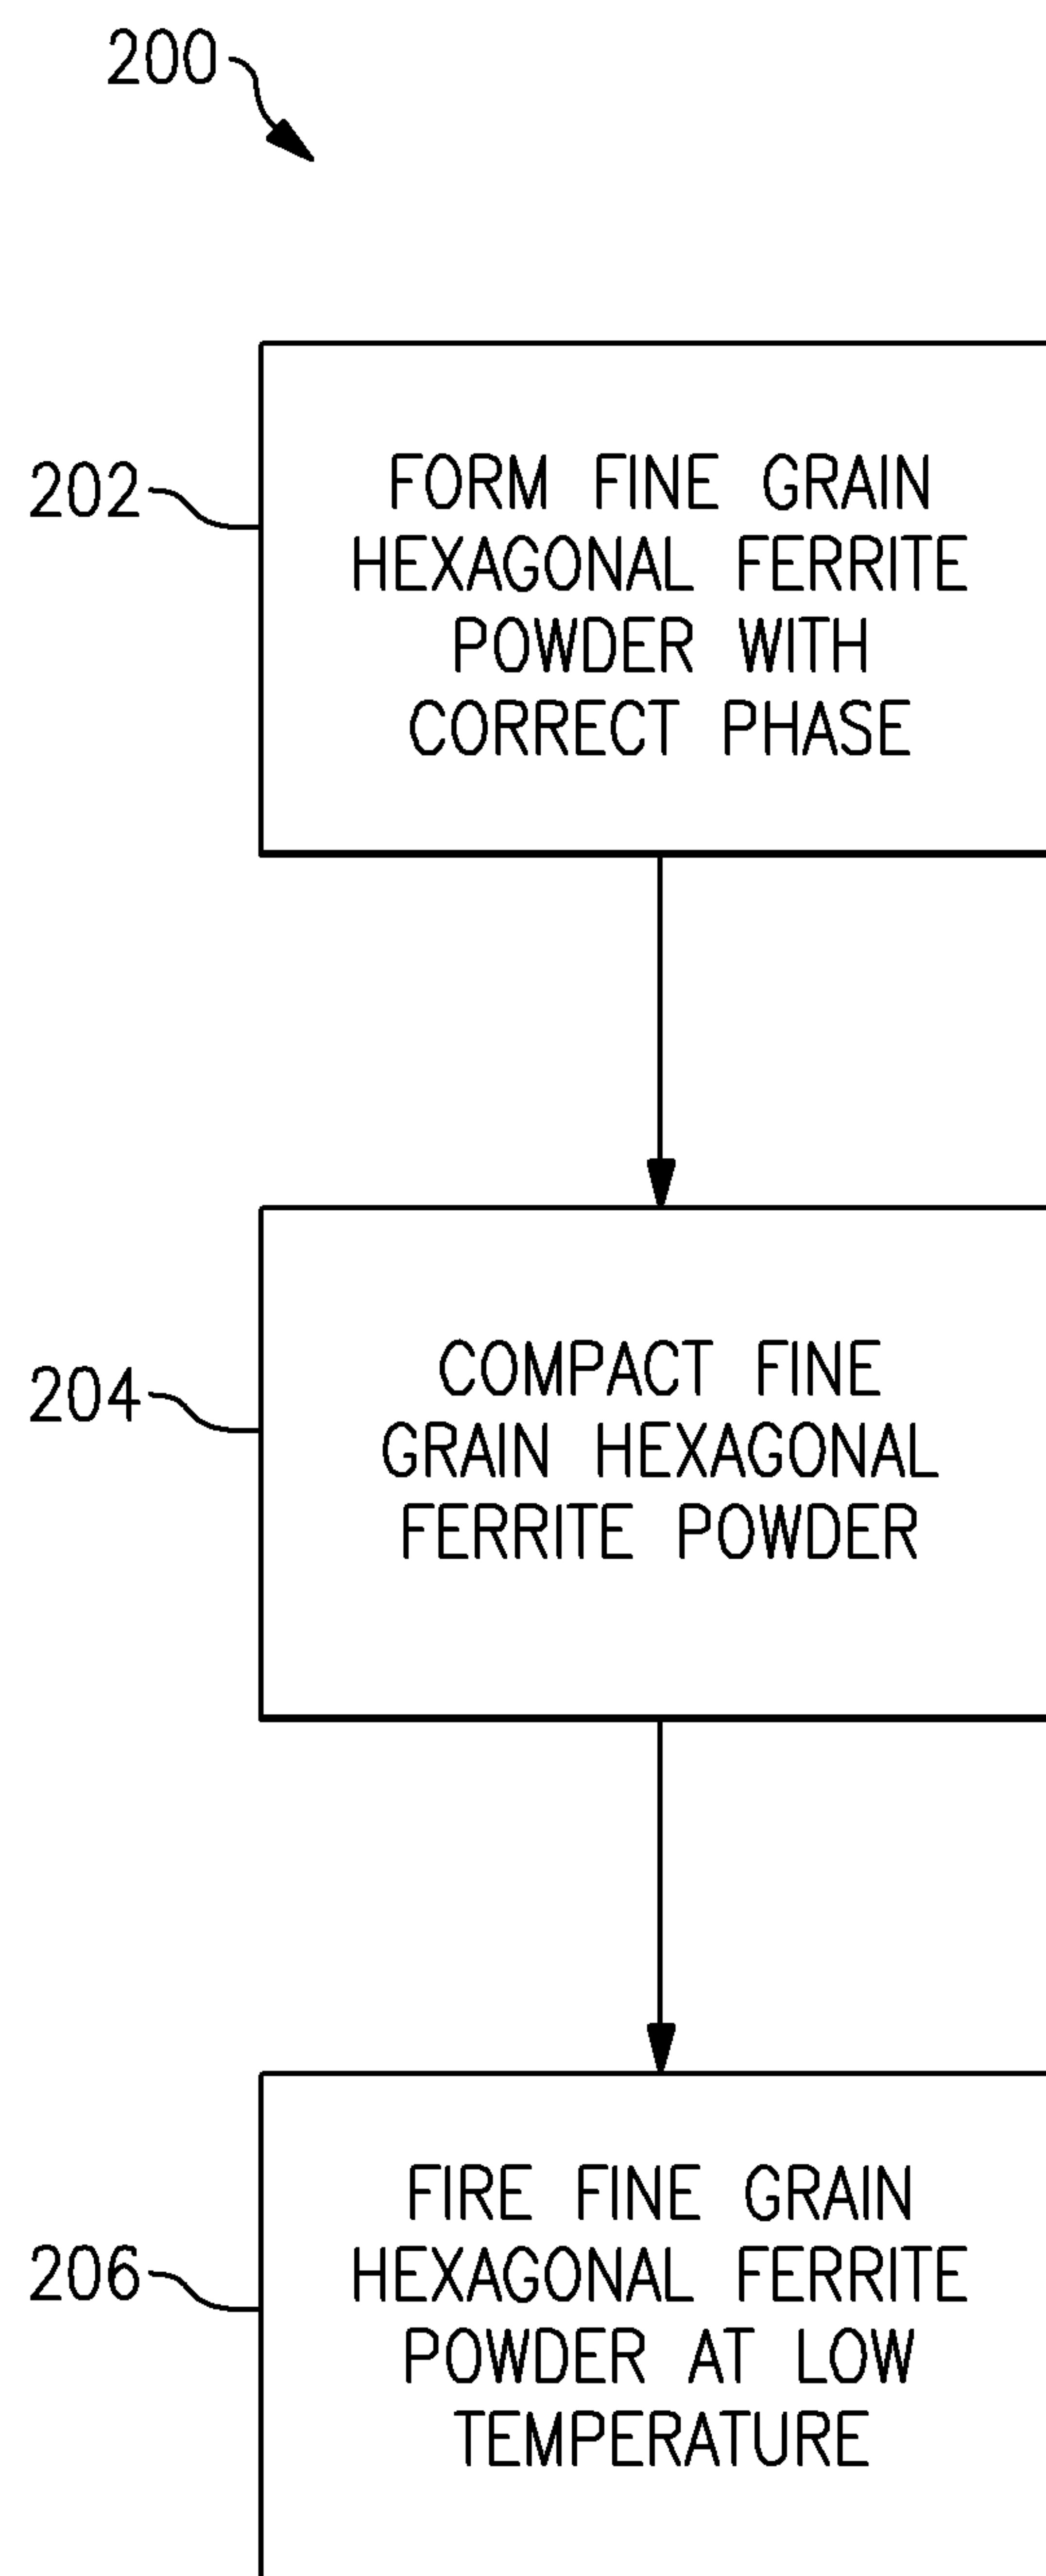 200
202
FORM FINE GRAIN
HEXAGONAL FERRITE
POWDER WITH
CORRECT PHASE
204
COMPACT FINE
GRAIN HEXAGONAL
FERRITE POWDER
206
FIRE FINE GRAIN
HEXAGONAL FERRITE
POWDER AT LOW
TEMPERATURE